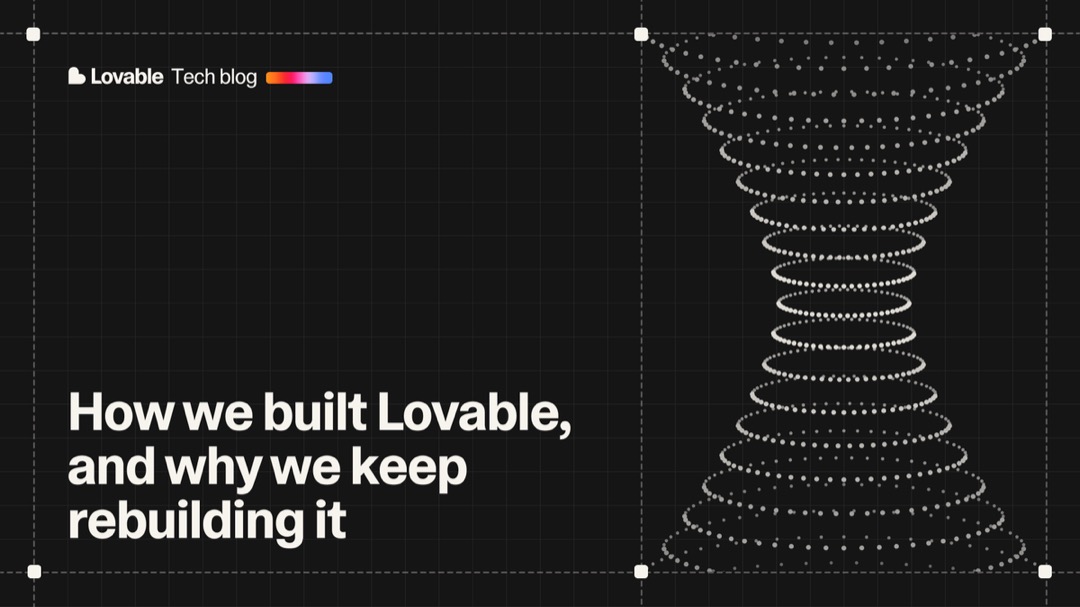 Lovable Tech blog
How we built Lovable,
and why we keep
rebuilding it